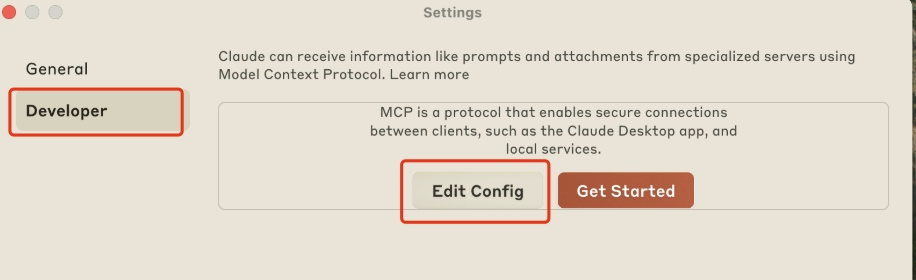 Settings
General
Developer
Claude can receive information like prompts and attachments from specialized servers using
Model Context Protocol. Learn more
MCP is a protocol that enables secure connections
between clients, such as the Claude Desktop app, and
local services.
Edit Config
Get Started